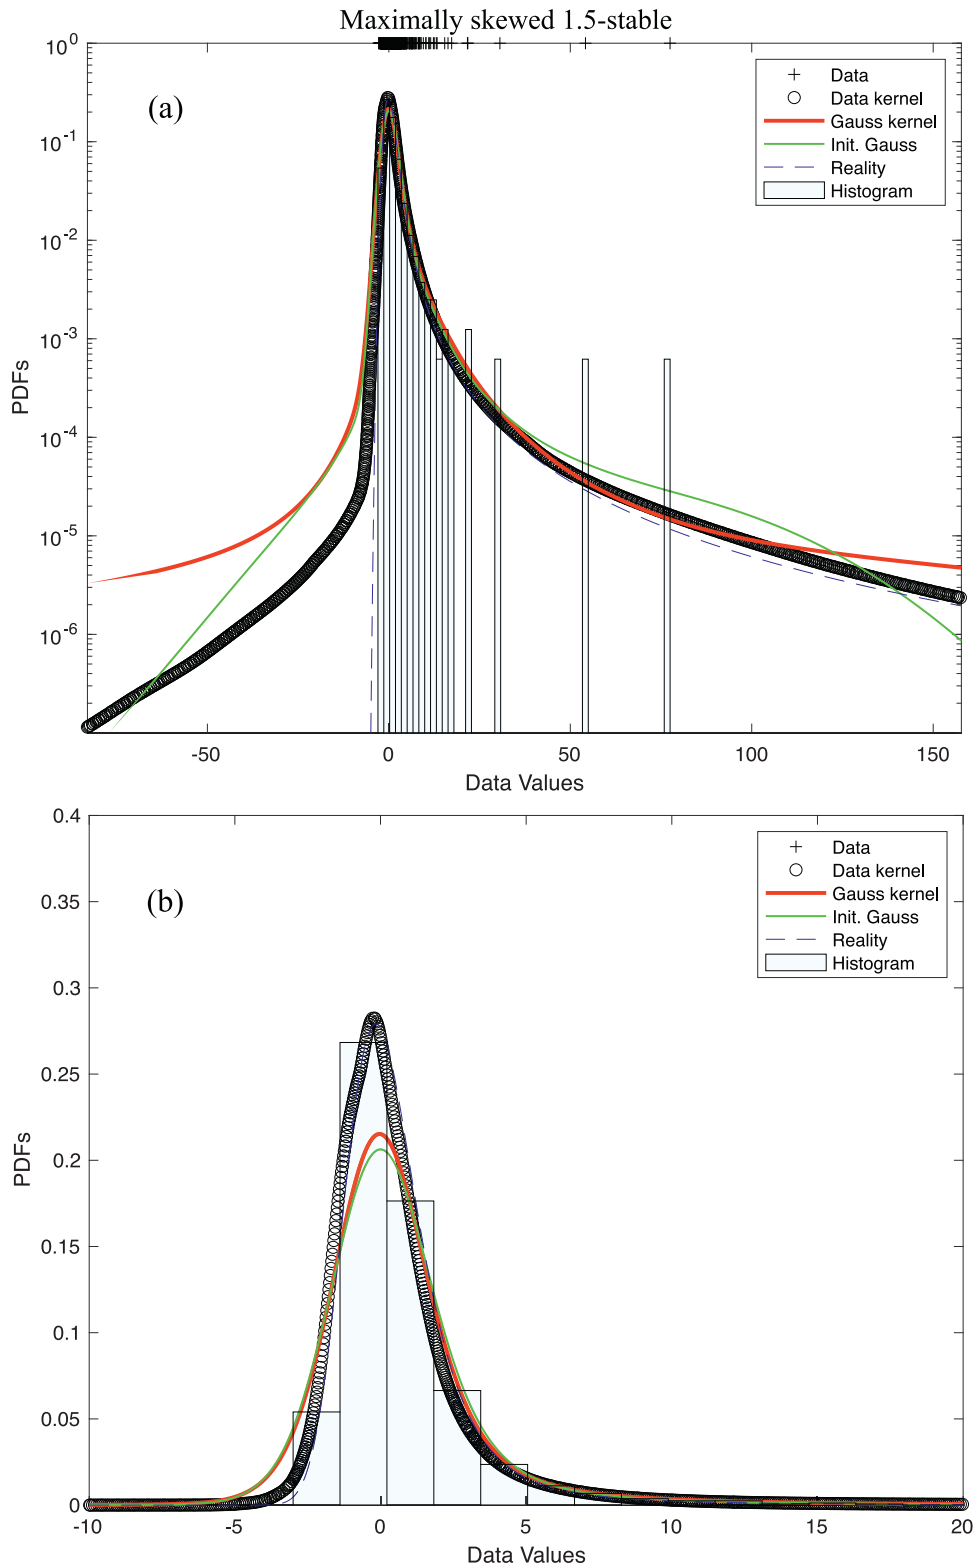 Maximally skewed 1.5-stable
10^0
(a)
+ Data
Data kernel
Gauss kernel
Init. Gauss
Reality
Histogram
10^-1
10^-2
10^-3
PDFs
10^-4
10^-5
10^-6
-50 0 50 100 150
Data Values
0.4
(b)
+ Data
Data kernel
Gauss kernel
Init. Gauss
Reality
Histogram
0.35
0.3
0.25
PDFs
0.2
0.15
0.1
0.05
0
-10 -5 0 5 10 15 20
Data Values